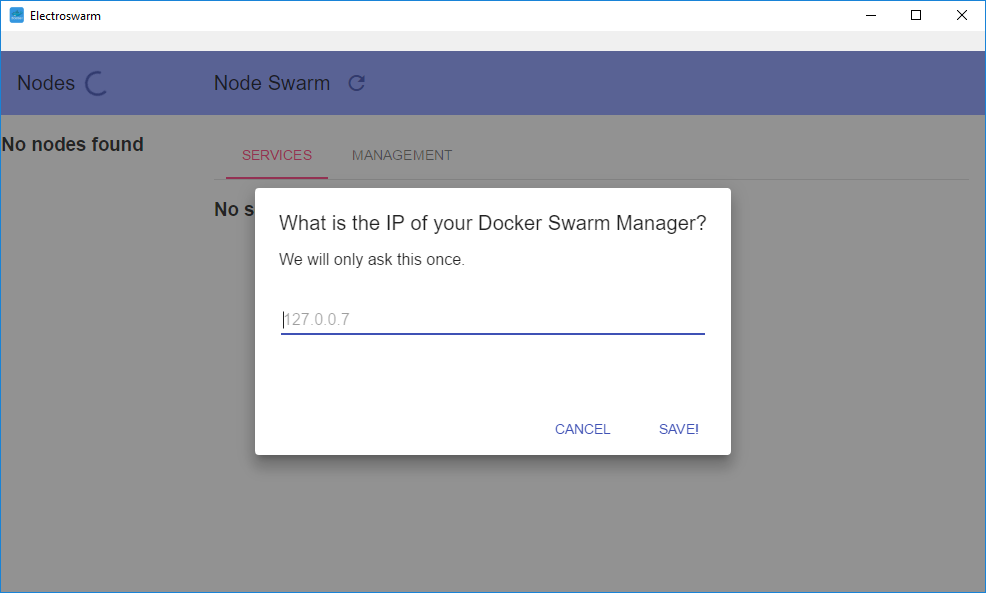 Electroswarm
Nodes
Node Swarm
No nodes found
SERVICES
MANAGEMENT
No s
What is the IP of your Docker Swarm Manager?
We will only ask this once.
127.0.0.7
CANCEL
SAVE!